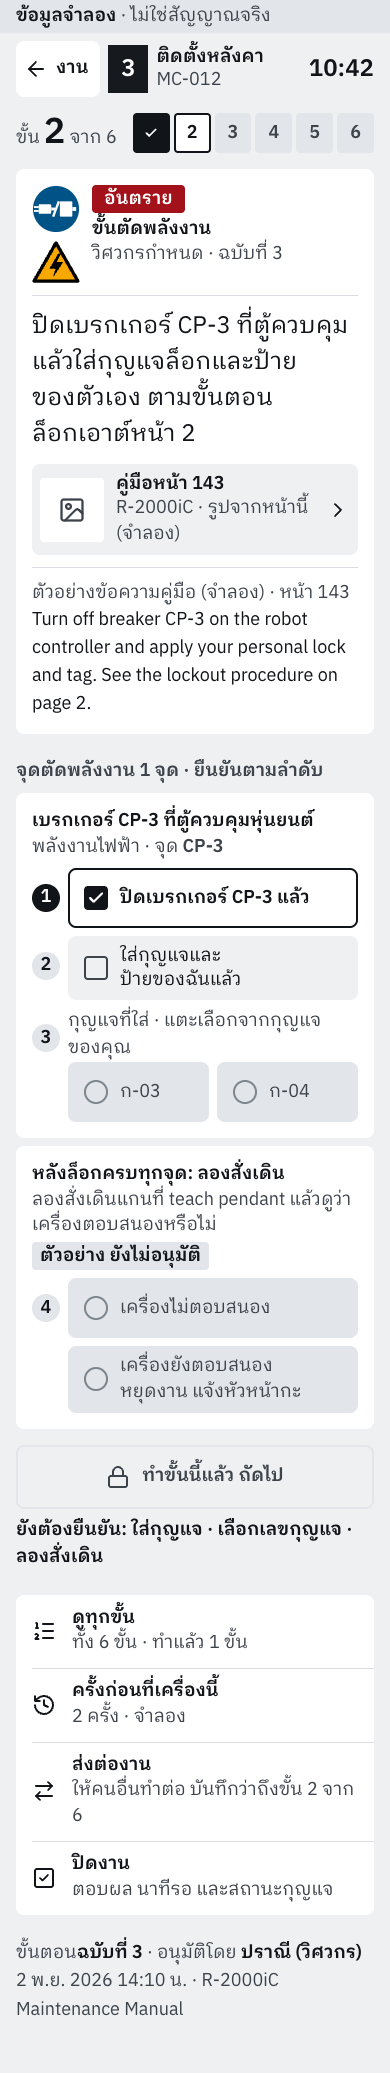 ข้อมูลจำลอง · ไม่ใช่สัญญาณจริง
งาน
3
ติดตั้งหลังคา
MC-012
10:42
ขั้น 2 จาก 6
2 3 4 5 6
อันตราย
ขั้นตัดพลังงาน
วิศวกรกำหนด · ฉบับที่ 3
ปิดเบรกเกอร์ CP-3 ที่ตู้ควบคุม
แล้วใส่กุญแจล็อกและป้าย
ของตัวเอง ตามขั้นตอน
ล็อกเอาต์หน้า 2
คู่มือหน้า 143
R-2000iC · รูปจากหน้านี้
(จำลอง)
ตัวอย่างข้อความคู่มือ (จำลอง) · หน้า 143
Turn off breaker CP-3 on the robot
controller and apply your personal lock
and tag. See the lockout procedure on
page 2.
จุดตัดพลังงาน 1 จุด · ยืนยันตามลำดับ
เบรกเกอร์ CP-3 ที่ตู้ควบคุมหุ่นยนต์
พลังงานไฟฟ้า · จุด CP-3
1
ปิดเบรกเกอร์ CP-3 แล้ว
2
ใส่กุญแจและ
ป้ายของฉันแล้ว
3
กุญแจที่ใส่ · แตะเลือกจากกุญแจ
ของคุณ
ก-03
ก-04
หลังล็อกครบทุกจุด: ลองสั่งเดิน
ลองสั่งเดินแกนที่ teach pendant แล้วดูว่า
เครื่องตอบสนองหรือไม่
ตัวอย่าง ยังไม่อนุมัติ
4
เครื่องไม่ตอบสนอง
เครื่องยังตอบสนอง
หยุดงาน แจ้งหัวหน้ากะ
ทำขั้นนี้แล้ว ถัดไป
ยังต้องยืนยัน: ใส่กุญแจ · เลือกเลขกุญแจ ·
ลองสั่งเดิน
ดูทุกขั้น
ทั้ง 6 ขั้น · ทำแล้ว 1 ขั้น
ครั้งก่อนที่เครื่องนี้
2 ครั้ง · จำลอง
ส่งต่องาน
ให้คนอื่นทำต่อ บันทึกว่าถึงขั้น 2 จาก
6
ปิดงาน
ตอบผล นาทีรอ และสถานะกุญแจ
ขั้นตอนฉบับที่ 3 · อนุมัติโดย ปราณี (วิศวกร)
2 พ.ย. 2026 14:10 น. · R-2000iC
Maintenance Manual